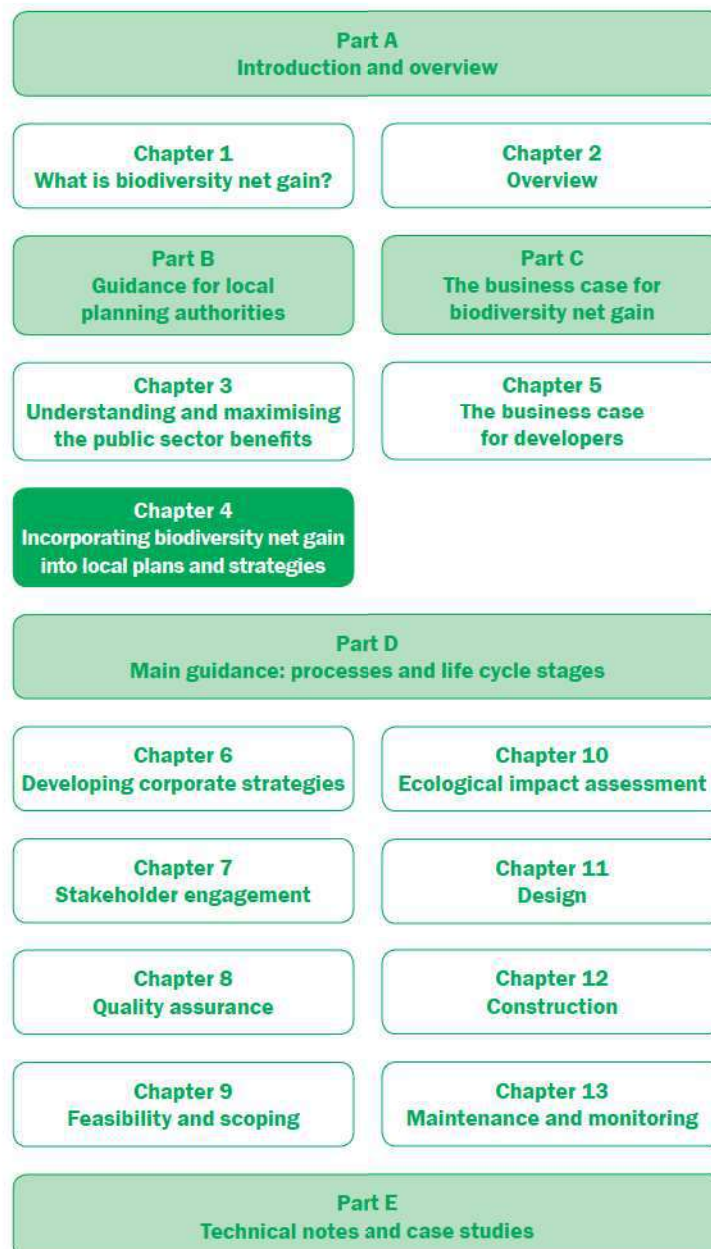 Part A
Introduction and overview
Chapter 1
What is biodiversity net gain?
Chapter 2
Overview
Part B
Guidance for local
planning authorities
Part C
The business case for
biodiversity net gain
Chapter 3
Understanding and maximising
the public sector benefits
Chapter 5
The business case
for developers
Chapter 4
Incorporating biodiversity net gain
into local plans and strategies
Part D
Main guidance: processes and life cycle stages
Chapter 6
Developing corporate strategies
Chapter 10
Ecological impact assessment
Chapter 7
Stakeholder engagement
Chapter 11
Design
Chapter 8
Quality assurance
Chapter 12
Construction
Chapter 9
Feasibility and scoping
Chapter 13
Maintenance and monitoring
Part E
Technical notes and case studies